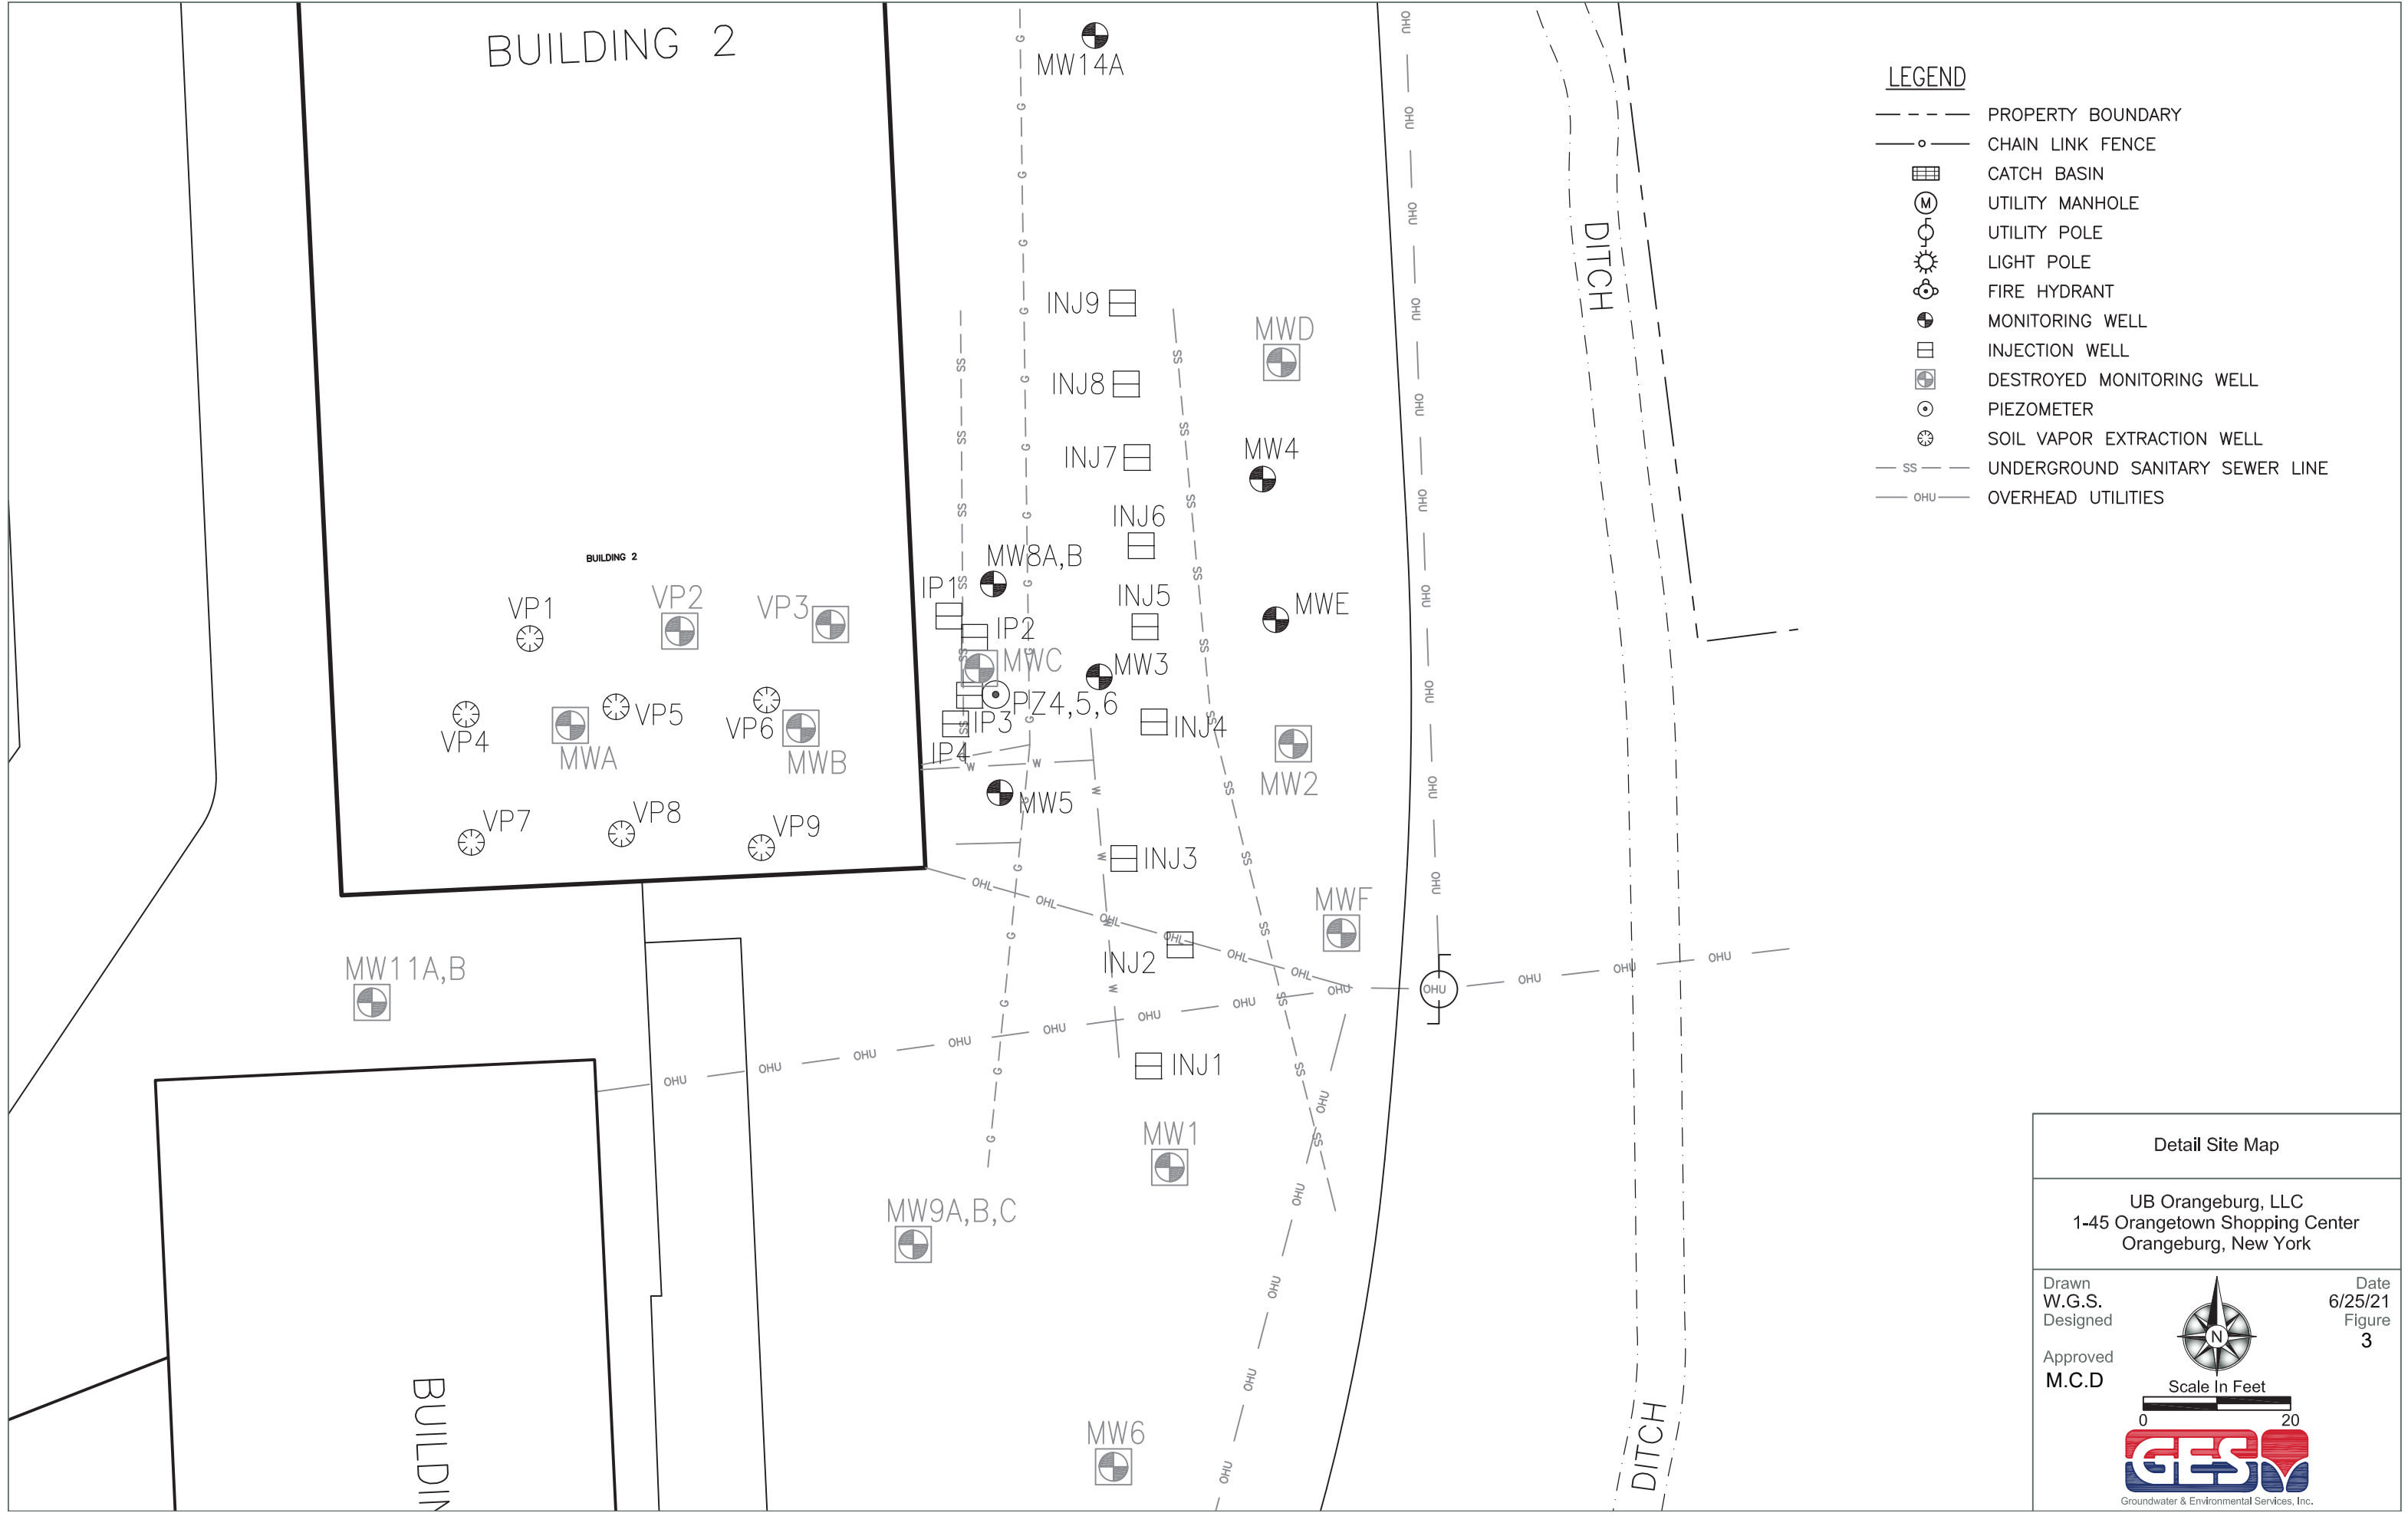 BUILDING 2
MW14A
LEGEND
PROPERTY BOUNDARY
CHAIN LINK FENCE
CATCH BASIN
M UTILITY MANHOLE
UTILITY POLE
LIGHT POLE
FIRE HYDRANT
MONITORING WELL
INJECTION WELL
DESTROYED MONITORING WELL
PIEZOMETER
SOIL VAPOR EXTRACTION WELL
SS UNDERGROUND SANITARY SEWER LINE
OHU OVERHEAD UTILITIES
DITCH
INJ9
MWD
INJ8
INJ7
MW4
INJ6
MW8A,B
BUILDING 2
IP1
INJ5
MWE
VP1
VP2
VP3
IP2
MWC
MW3
PZ4,5,6
VP4
VP5
VP6
IP3
INJ4
MWA
MWB
IP4
MW2
MW5
VP7
VP8
VP9
INJ3
MWF
INJ2
MW11A,B
INJ1
MW1
MW9A,B,C
MW6
BUILDIN
DITCH
G
SS
W
OHL
OHU
Detail Site Map
UB Orangeburg, LLC
1-45 Orangetown Shopping Center
Orangeburg, New York
Drawn
W.G.S.
Designed
Approved
M.C.D
N
Date
6/25/21
Figure
3
Scale In Feet
0 20
GES
Groundwater & Environmental Services, Inc.